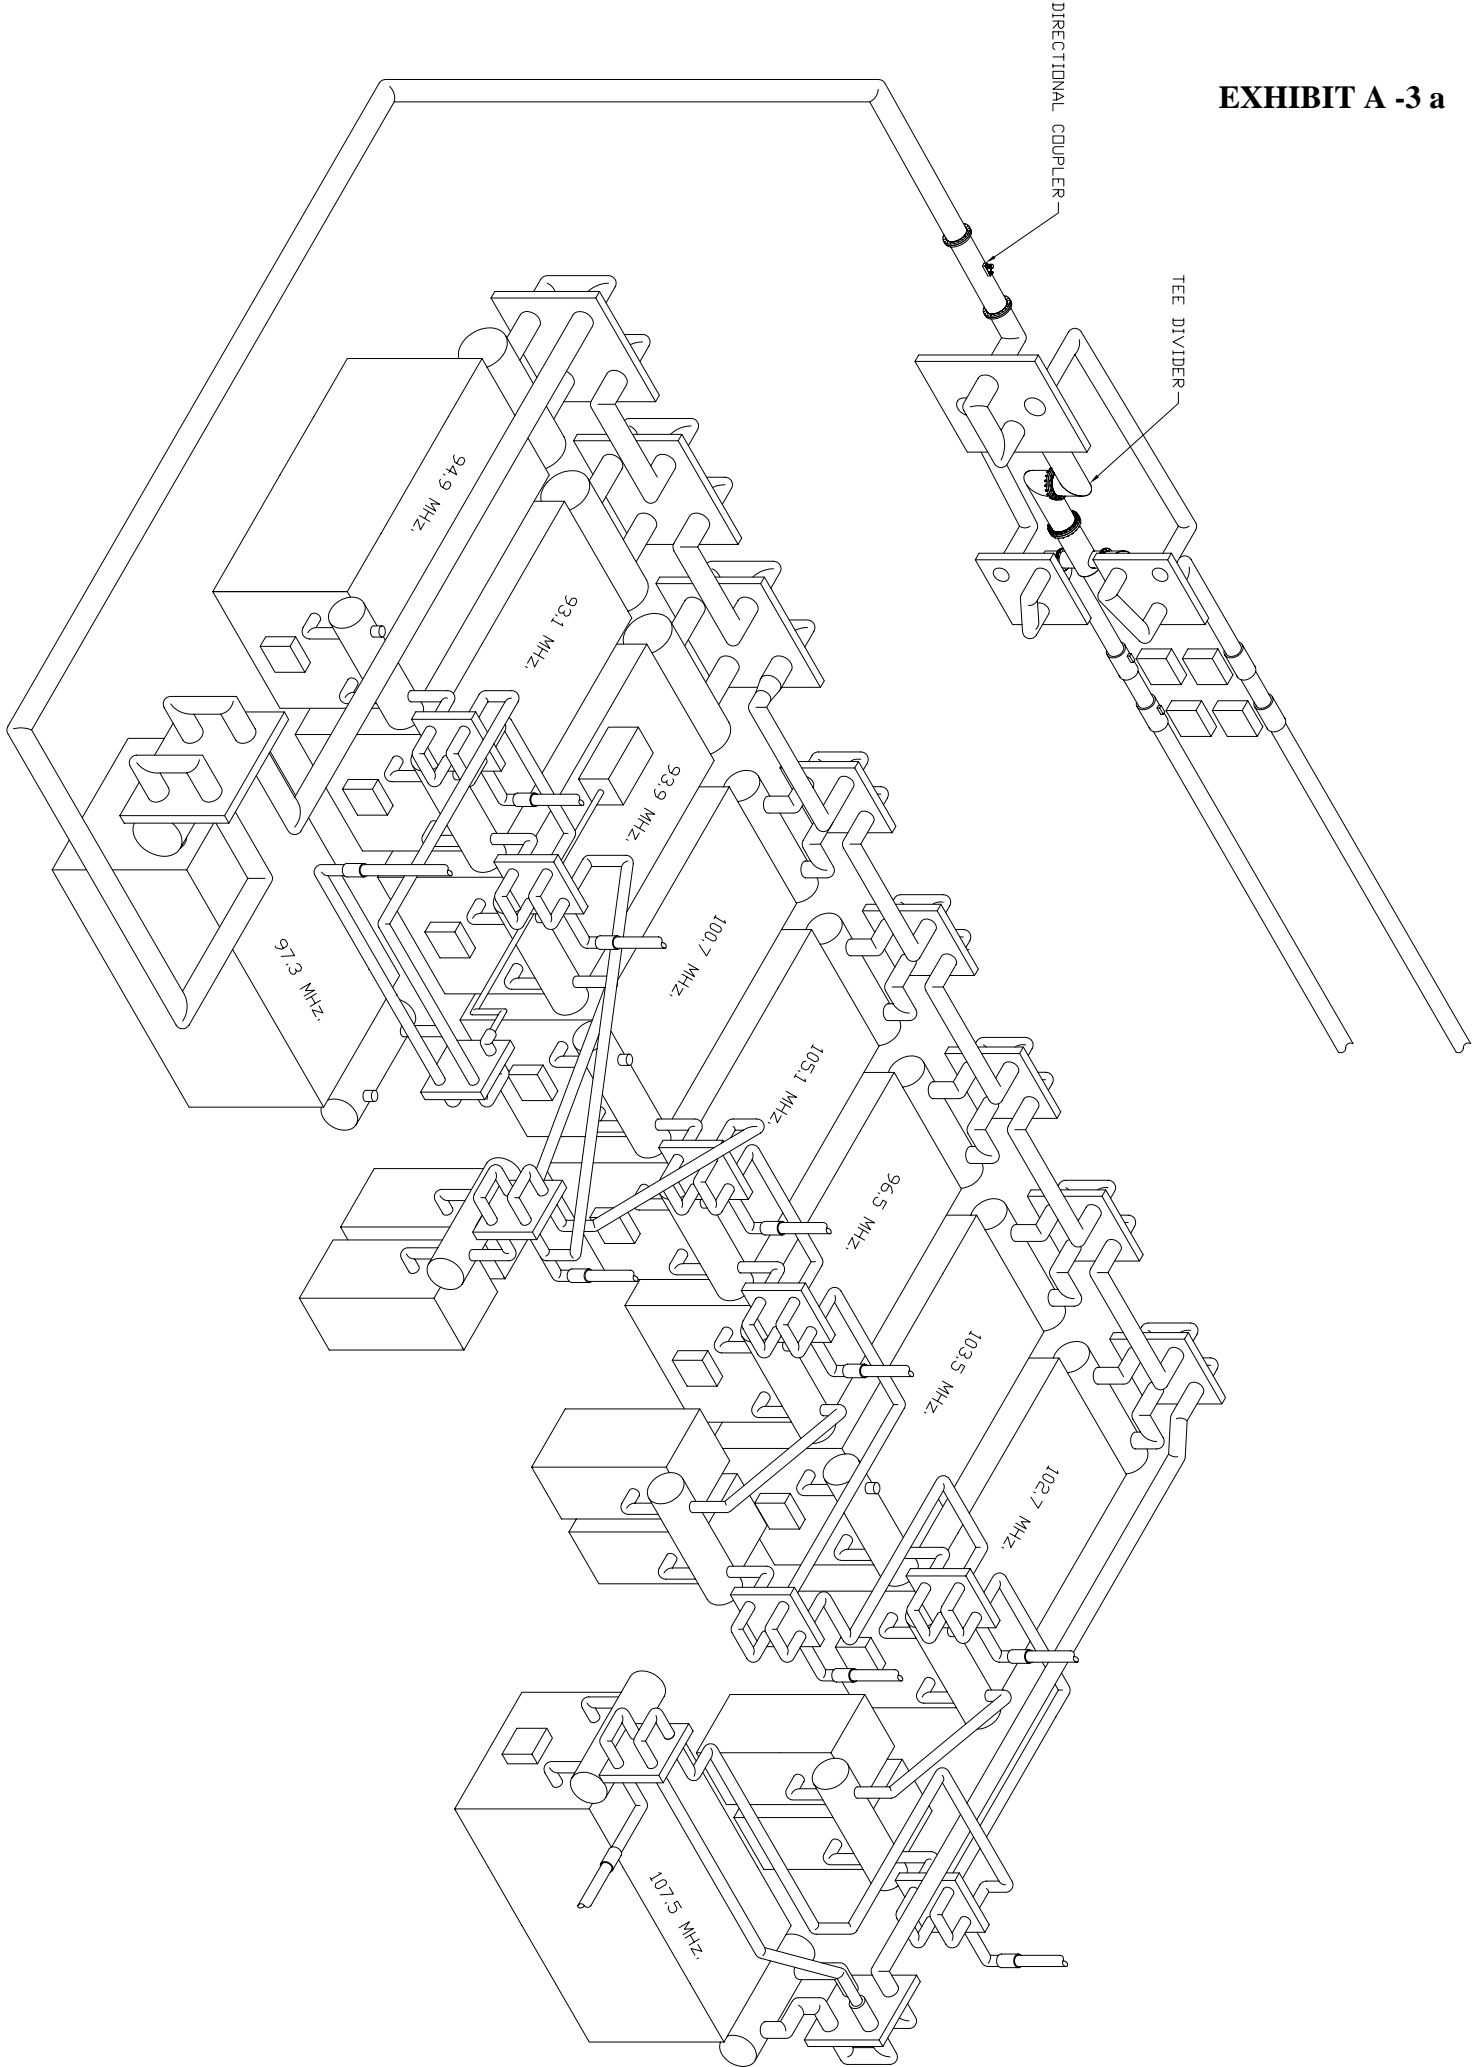 EXHIBIT A -3 a
DIRECTIONAL COUPLER
TEE DIVIDER
94.9 MHz.
93.1 MHz.
93.9 MHz.
100.7 MHz.
97.3 MHz.
105.1 MHz.
96.5 MHz.
103.5 MHz.
102.7 MHz.
107.5 MHz.